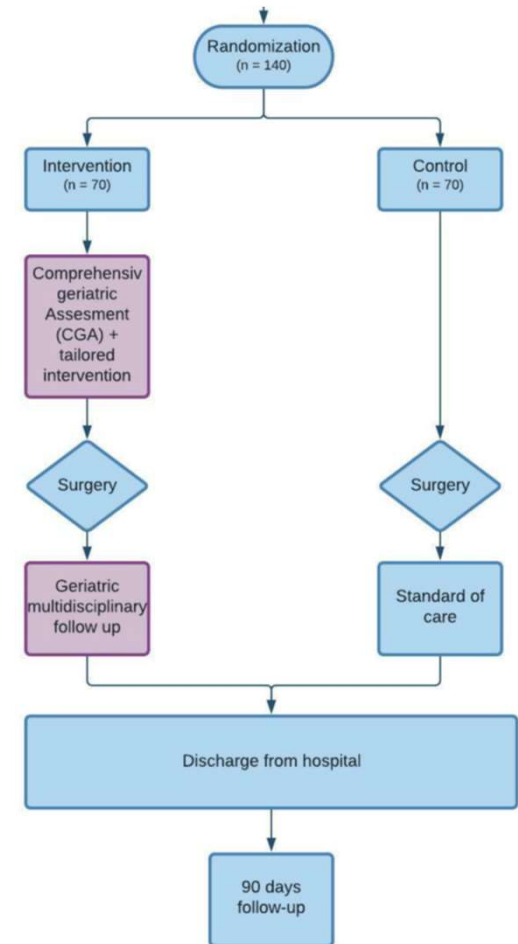 Randomization
(n = 140)
Intervention
(n = 70)
Control
(n = 70)
Comprehensiv
geriatric
Assesment
(CGA) +
tailored
intervention
Surgery
Surgery
Geriatric
multidisciplinary
follow up
Standard of
care
Discharge from hospital
90 days
follow-up